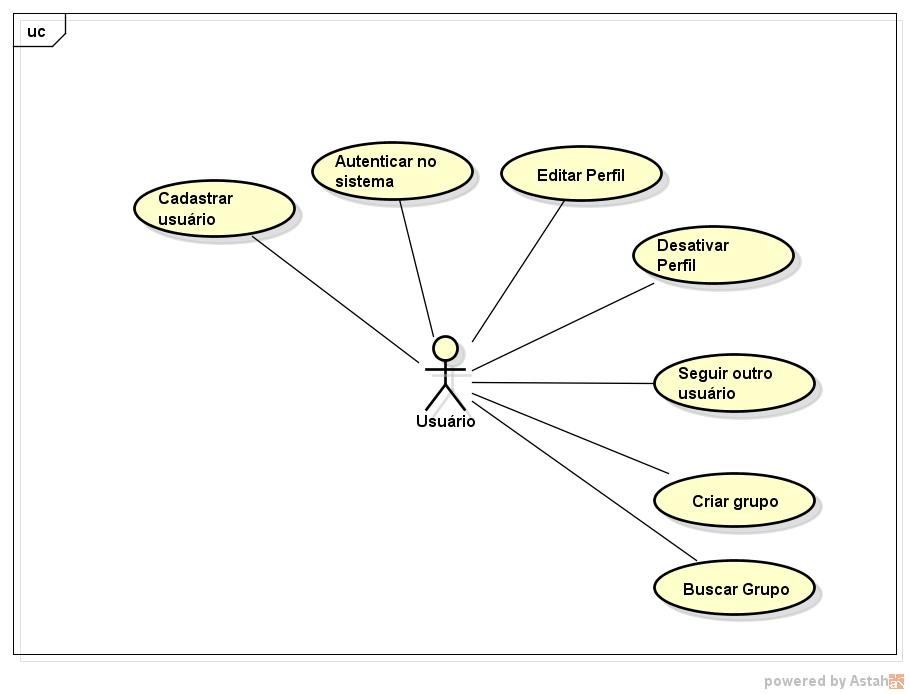 uc
Autenticar no
sistema
Editar Perfil
Cadastrar
usuário
Desativar
Perfil
Seguir outro
usuário
Usuário
Criar grupo
Buscar Grupo
powered by Astah